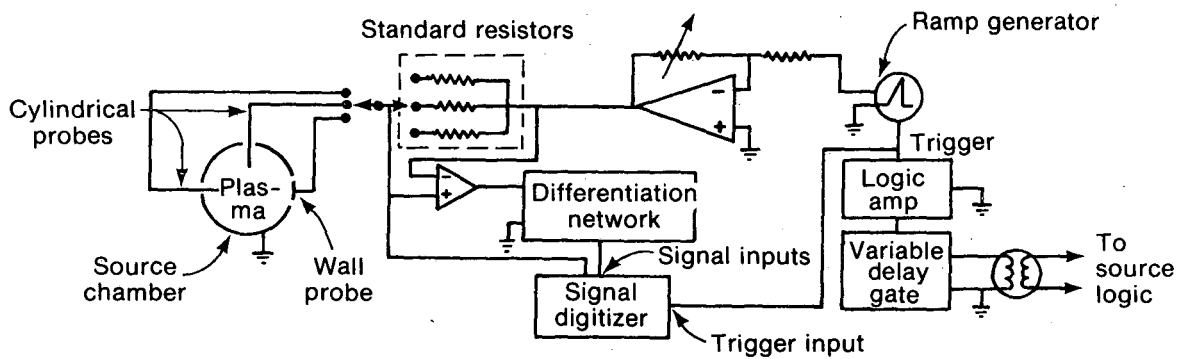 Ramp generator
Standard resistors
Cylindrical
probes
Plas-
ma
Source
chamber
Wall
probe
Differentiation
network
Signal inputs
Signal
digitizer
Trigger input
Trigger
Logic
amp
Variable
delay
gate
To
source
logic